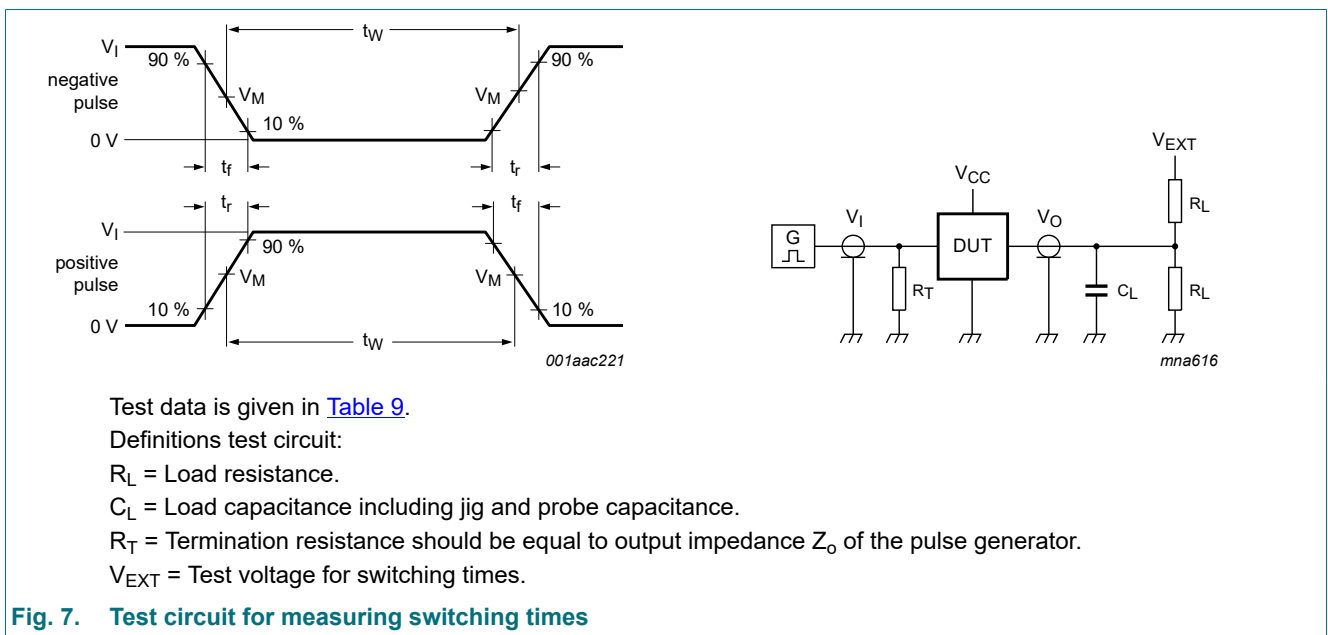 V_I
90 %
t_W
90 %
negative
pulse
V_M
V_M
10 %
0 V
t_f
t_r
t_r
t_f
V_I
90 %
positive
pulse
V_M
V_M
10 %
10 %
0 V
t_W
001aac221
V_EXT
V_CC
R_L
V_I
V_O
G
DUT
R_T
C_L
R_L
mna616
Test data is given in Table 9.
Definitions test circuit:
R_L = Load resistance.
C_L = Load capacitance including jig and probe capacitance.
R_T = Termination resistance should be equal to output impedance Z_o of the pulse generator.
V_EXT = Test voltage for switching times.
Fig. 7. Test circuit for measuring switching times